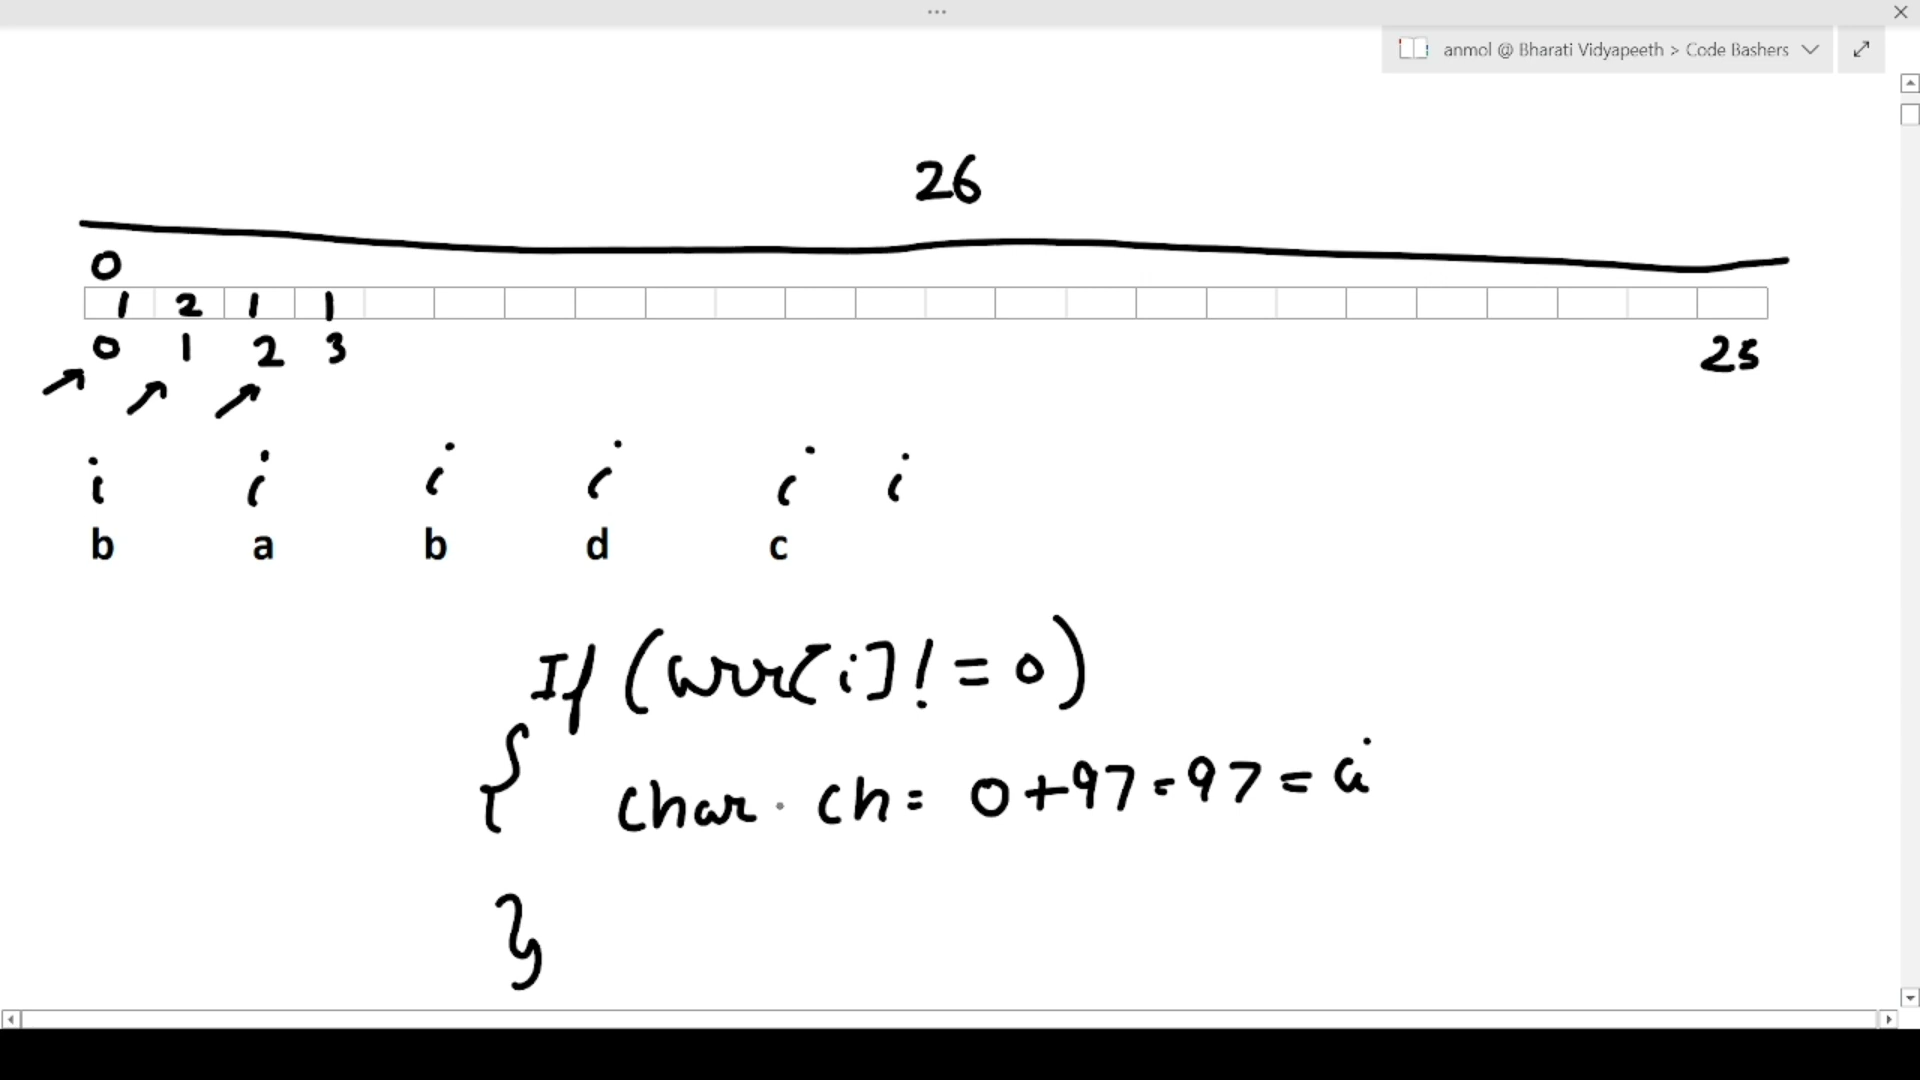 ...
anmol @ Bharati Vidyapeeth > Code Bashers
26
0
1 2 1 1
0 1 2 3 25
i i i i i i
b a b d c
If (arr[i] != 0)
{
char ch = 0+97=97 = a
}